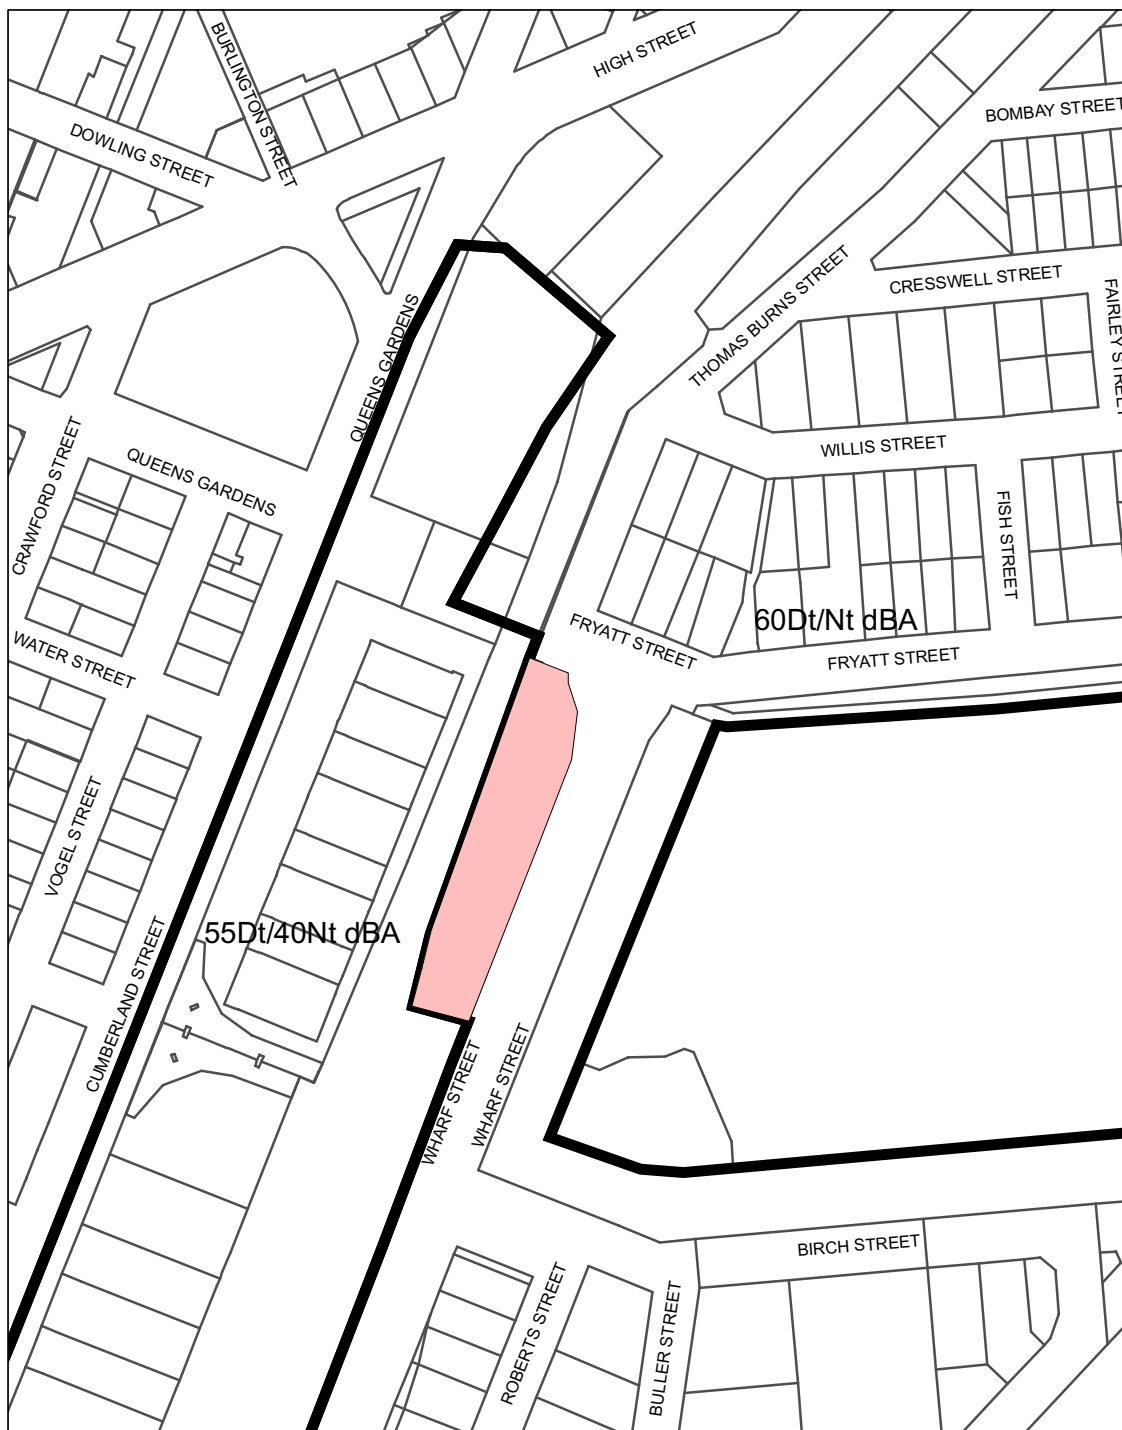 BURLINGTON STREET
HIGH STREET
DOWLING STREET
BOMBAY STREET
CRESSWELL STREET
THOMAS BURNS STREET
FAIRLEY STREET
QUEENS GARDENS
WILLIS STREET
CRAWFORD STREET
QUEENS GARDENS
FISH STREET
60Dt/Nt dBA
FRYATT STREET
FRYATT STREET
WATER STREET
VOGEL STREET
55Dt/40Nt dBA
CUMBERLAND STREET
WHARF STREET
WHARF STREET
BIRCH STREET
ROBERTS STREET
BULLER STREET